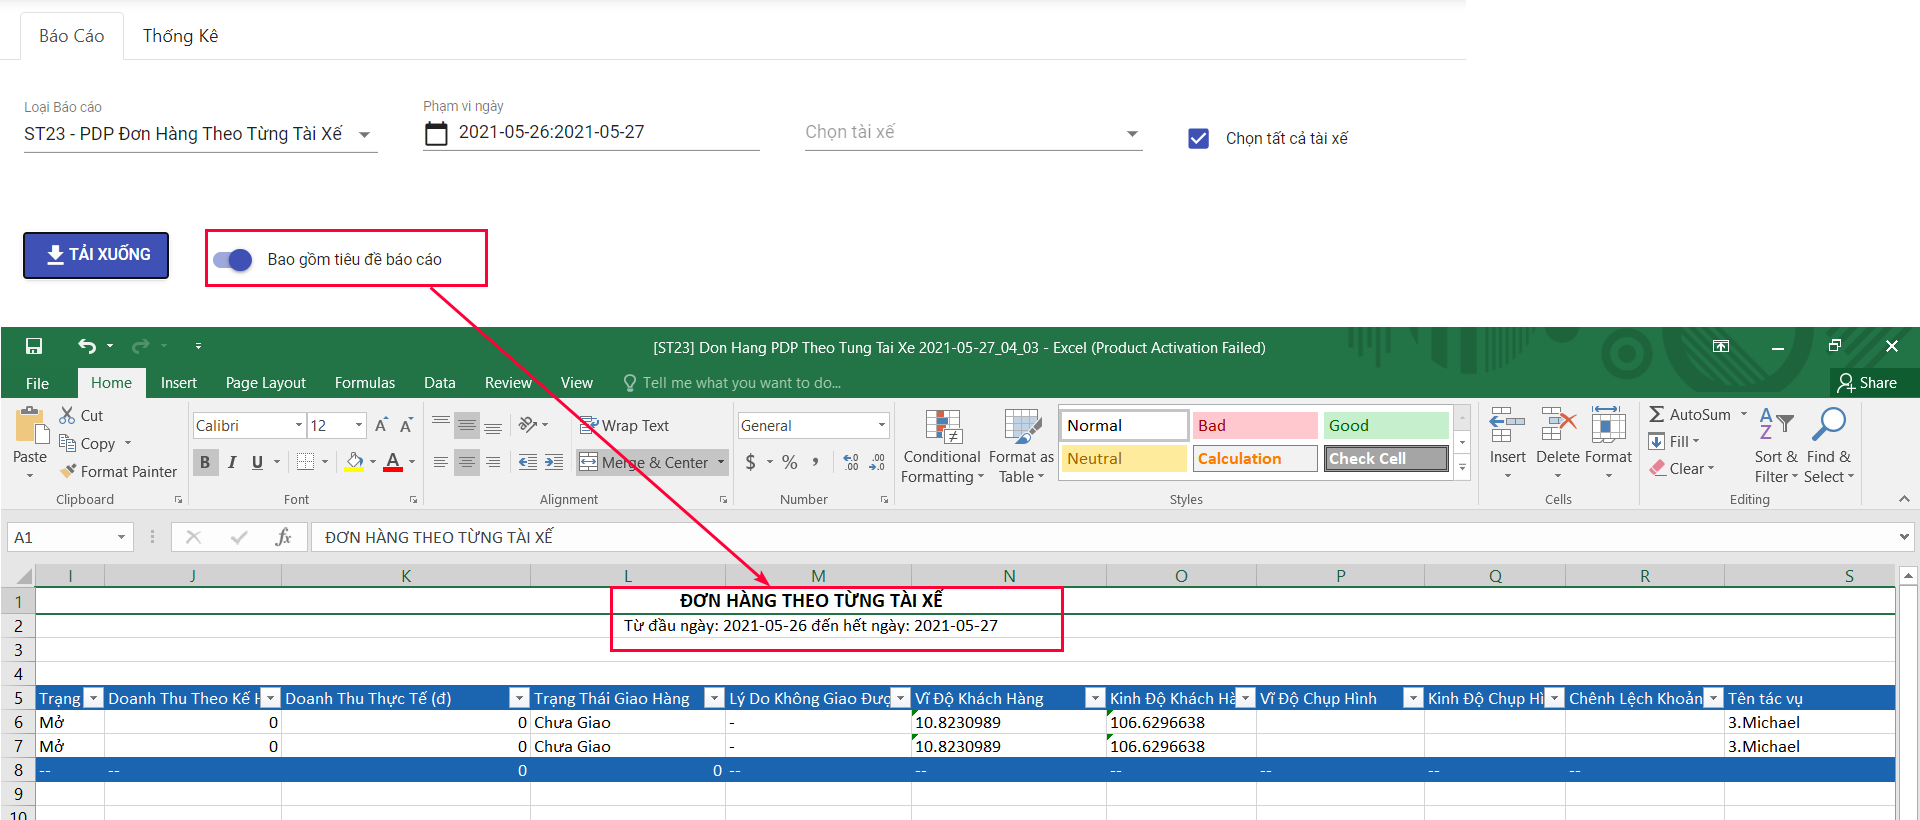 Báo Cáo
Thống Kê
Loại Báo cáo
ST23 - PDP Đơn Hàng Theo Từng Tài Xế
Phạm vi ngày
2021-05-26:2021-05-27
Chọn tài xế
Chọn tất cả tài xế
TẢI XUỐNG
Bao gồm tiêu đề báo cáo
[ST23] Don Hang PDP Theo Tung Tai Xe 2021-05-27_04_03 - Excel (Product Activation Failed)
File Home Insert Page Layout Formulas Data Review View Tell me what you want to do... Share
Paste
Cut
Copy
Format Painter
Clipboard
Calibri 12
B I U
Font
Wrap Text
Merge & Center
Alignment
General
$ % ,
Number
Conditional Formatting
Format as Table
Normal Bad Good
Neutral Calculation Check Cell
Styles
Insert Delete Format
Cells
AutoSum
Fill
Clear
Sort & Filter
Find & Select
Editing
A1 fx ĐƠN HÀNG THEO TỪNG TÀI XẾ
I J K L M N O P Q R S
1 ĐƠN HÀNG THEO TỪNG TÀI XẾ
2 Từ đầu ngày: 2021-05-26 đến hết ngày: 2021-05-27
3
4
5 Trạng Doanh Thu Theo Kế H Doanh Thu Thực Tế (đ) Trạng Thái Giao Hàng Lý Do Không Giao Đượ Vĩ Độ Khách Hàng Kinh Độ Khách Hà Vĩ Độ Chụp Hình Kinh Độ Chụp Hì Chênh Lệch Khoản Tên tác vụ
6 Mở 0 0 Chưa Giao - 10.8230989 106.6296638 3.Michael
7 Mở 0 0 Chưa Giao - 10.8230989 106.6296638 3.Michael
8 -- -- 0 0 -- -- -- -- -- --
9
10